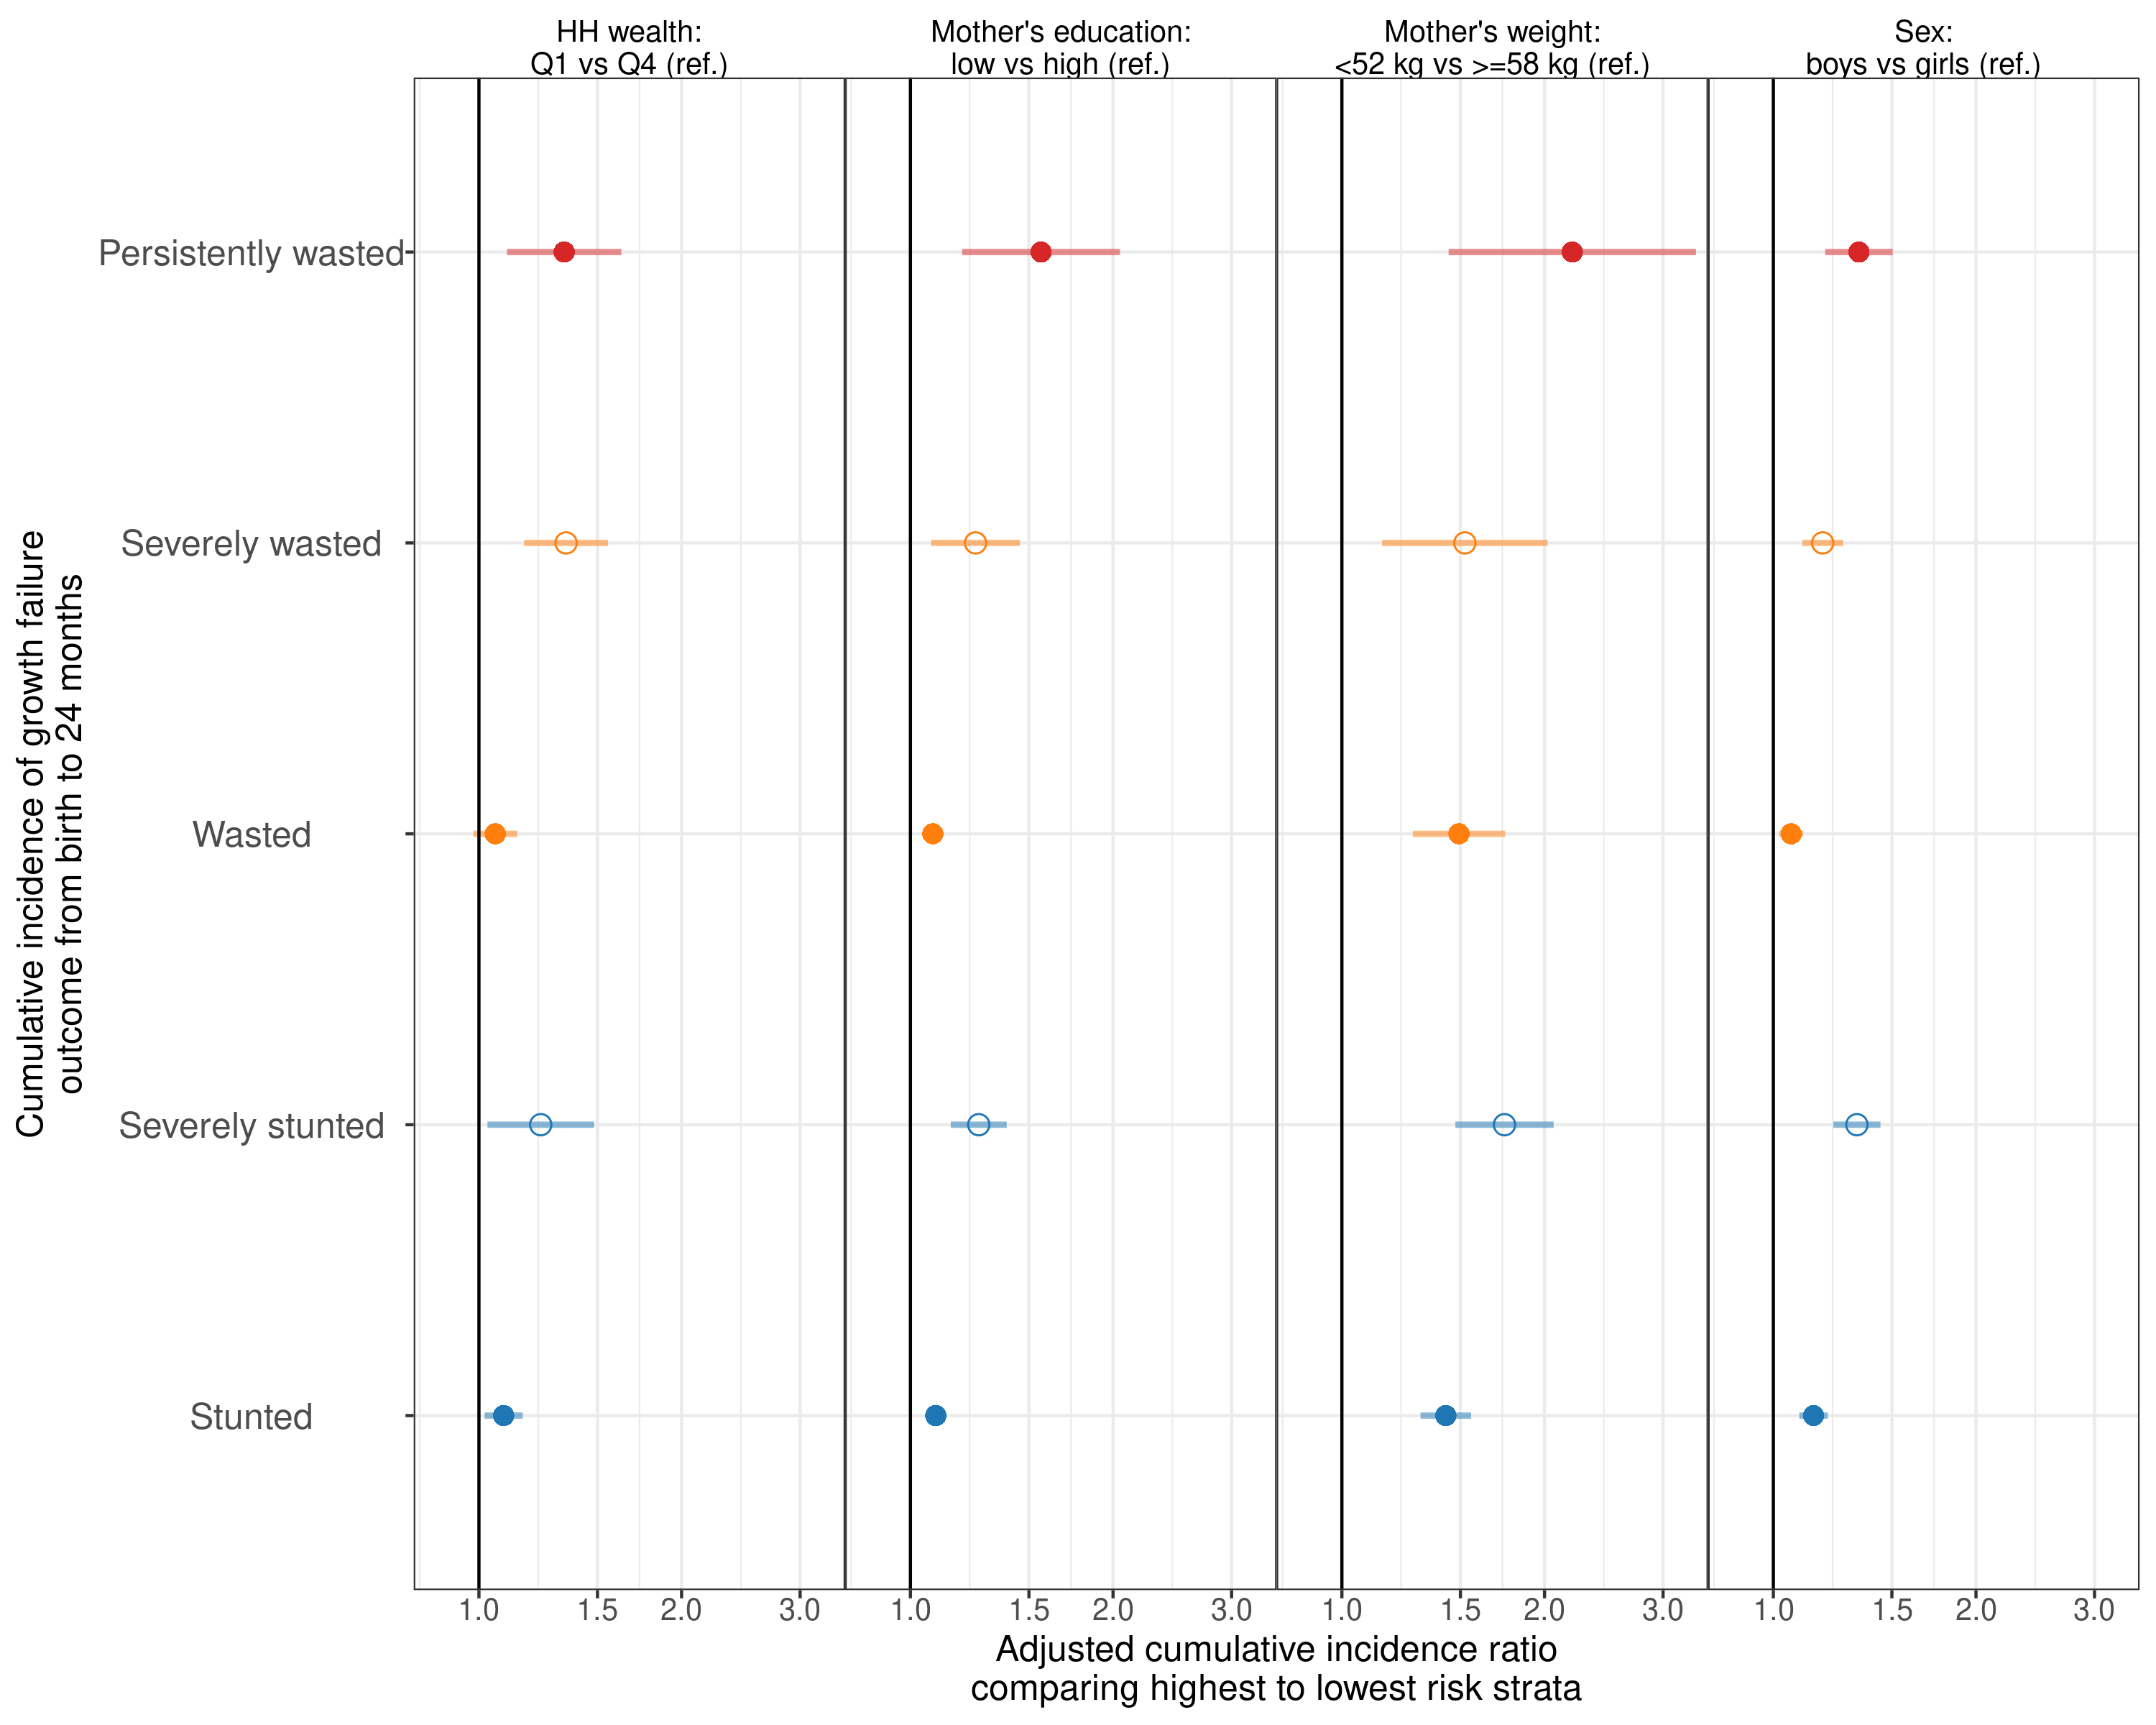 HH wealth:
Q1 vs Q4 (ref.)
Mother's education:
low vs high (ref.)
Mother's weight:
<52 kg vs >=58 kg (ref.)
Sex:
boys vs girls (ref.)
Cumulative incidence of growth failure
outcome from birth to 24 months
Persistently wasted
Severely wasted
Wasted
Severely stunted
Stunted
1.0 1.5 2.0 3.0 1.0 1.5 2.0 3.0 1.0 1.5 2.0 3.0 1.0 1.5 2.0 3.0
Adjusted cumulative incidence ratio
comparing highest to lowest risk strata